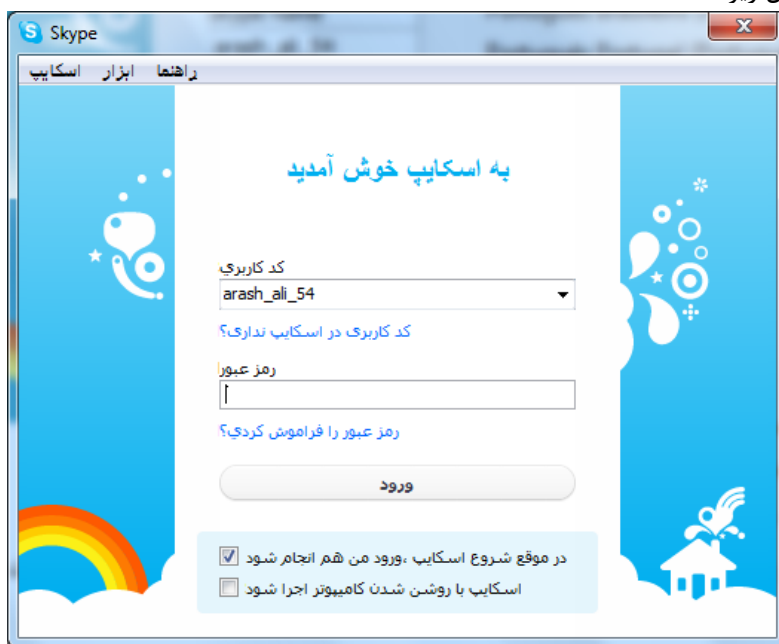 Skype
اسکایپ ابزار راهنما
به اسکایپ خوش آمدید
کد کاربري
arash_ali_54
کد کاربری در اسکایپ نداری؟
رمز عبور
رمز عبور را فراموش کردي؟
ورود
در موقع شروع اسکایپ ،ورود من هم انجام شود
اسکایپ با روشن شدن کامپیوتر اجرا شود